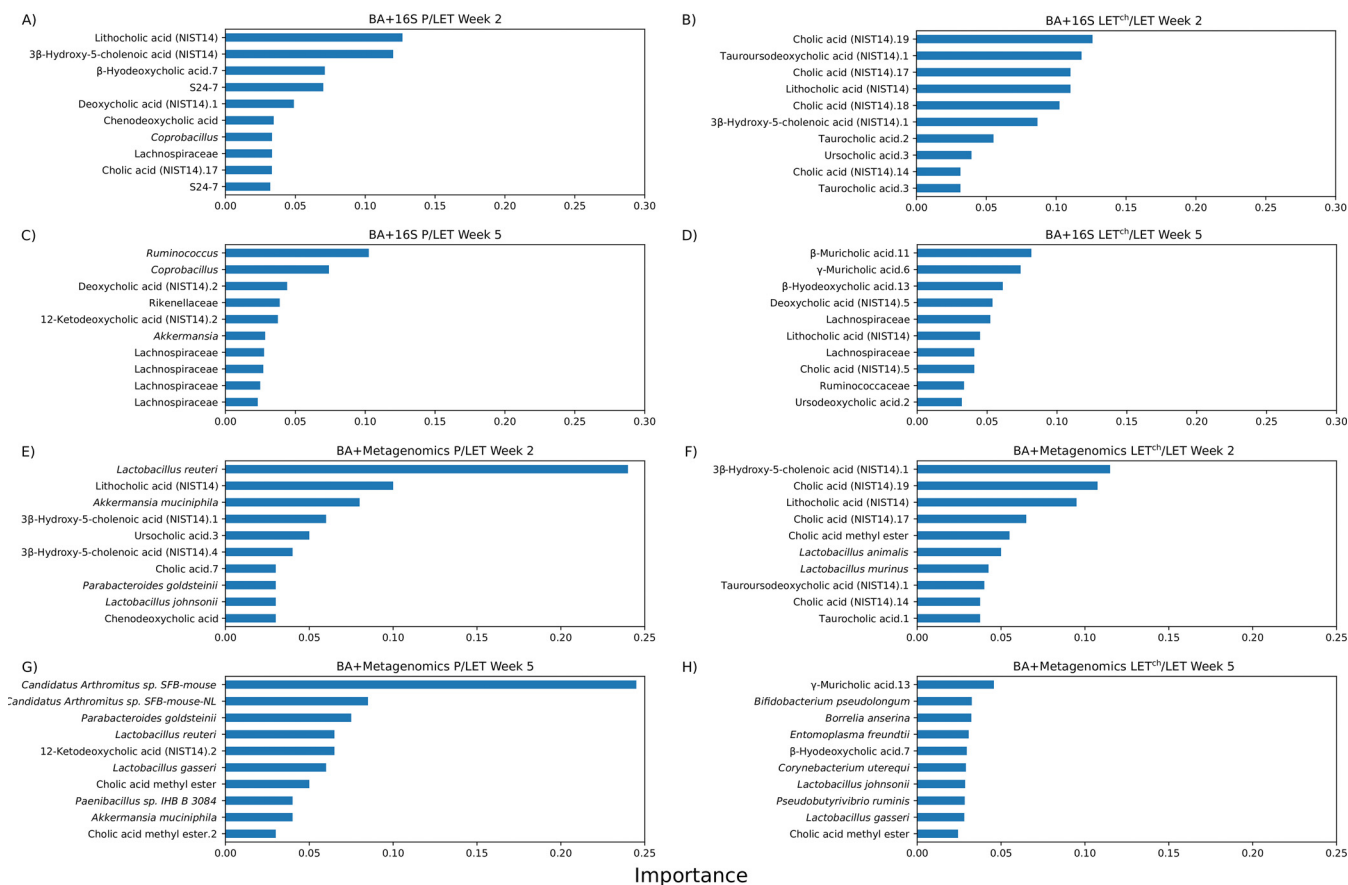 A)
BA+16S P/LET Week 2
Lithocholic acid (NIST14)
3β-Hydroxy-5-cholenoic acid (NIST14)
β-Hyodeoxycholic acid.7
S24-7
Deoxycholic acid (NIST14).1
Chenodeoxycholic acid
Coprobacillus
Lachnospiraceae
Cholic acid (NIST14).17
S24-7
0.00 0.05 0.10 0.15 0.20 0.25 0.30
B)
BA+16S LETᶜʰ/LET Week 2
Cholic acid (NIST14).19
Tauroursodeoxycholic acid (NIST14).1
Cholic acid (NIST14).17
Lithocholic acid (NIST14)
Cholic acid (NIST14).18
3β-Hydroxy-5-cholenoic acid (NIST14).1
Taurocholic acid.2
Ursocholic acid.3
Cholic acid (NIST14).14
Taurocholic acid.3
0.00 0.05 0.10 0.15 0.20 0.25 0.30
C)
BA+16S P/LET Week 5
Ruminococcus
Coprobacillus
Deoxycholic acid (NIST14).2
Rikenellaceae
12-Ketodeoxycholic acid (NIST14).2
Akkermansia
Lachnospiraceae
Lachnospiraceae
Lachnospiraceae
Lachnospiraceae
0.00 0.05 0.10 0.15 0.20 0.25 0.30
D)
BA+16S LETᶜʰ/LET Week 5
β-Muricholic acid.11
γ-Muricholic acid.6
β-Hyodeoxycholic acid.13
Deoxycholic acid (NIST14).5
Lachnospiraceae
Lithocholic acid (NIST14)
Lachnospiraceae
Cholic acid (NIST14).5
Ruminococcaceae
Ursodeoxycholic acid.2
0.00 0.05 0.10 0.15 0.20 0.25 0.30
E)
BA+Metagenomics P/LET Week 2
Lactobacillus reuteri
Lithocholic acid (NIST14)
Akkermansia muciniphila
3β-Hydroxy-5-cholenoic acid (NIST14).1
Ursocholic acid.3
3β-Hydroxy-5-cholenoic acid (NIST14).4
Cholic acid.7
Parabacteroides goldsteinii
Lactobacillus johnsonii
Chenodeoxycholic acid
0.00 0.05 0.10 0.15 0.20 0.25
F)
BA+Metagenomics LETᶜʰ/LET Week 2
3β-Hydroxy-5-cholenoic acid (NIST14).1
Cholic acid (NIST14).19
Lithocholic acid (NIST14)
Cholic acid (NIST14).17
Cholic acid methyl ester
Lactobacillus animalis
Lactobacillus murinus
Tauroursodeoxycholic acid (NIST14).1
Cholic acid (NIST14).14
Taurocholic acid.1
0.00 0.05 0.10 0.15 0.20 0.25
G)
BA+Metagenomics P/LET Week 5
Candidatus Arthromitus sp. SFB-mouse
Candidatus Arthromitus sp. SFB-mouse-NL
Parabacteroides goldsteinii
Lactobacillus reuteri
12-Ketodeoxycholic acid (NIST14).2
Lactobacillus gasseri
Cholic acid methyl ester
Paenibacillus sp. IHB B 3084
Akkermansia muciniphila
Cholic acid methyl ester.2
0.00 0.05 0.10 0.15 0.20 0.25
H)
BA+Metagenomics LETᶜʰ/LET Week 5
γ-Muricholic acid.13
Bifidobacterium pseudolongum
Borrelia anserina
Entomoplasma freundtii
β-Hyodeoxycholic acid.7
Corynebacterium uterequi
Lactobacillus johnsonii
Pseudobutyrivibrio ruminis
Lactobacillus gasseri
Cholic acid methyl ester
0.00 0.05 0.10 0.15 0.20 0.25
Importance